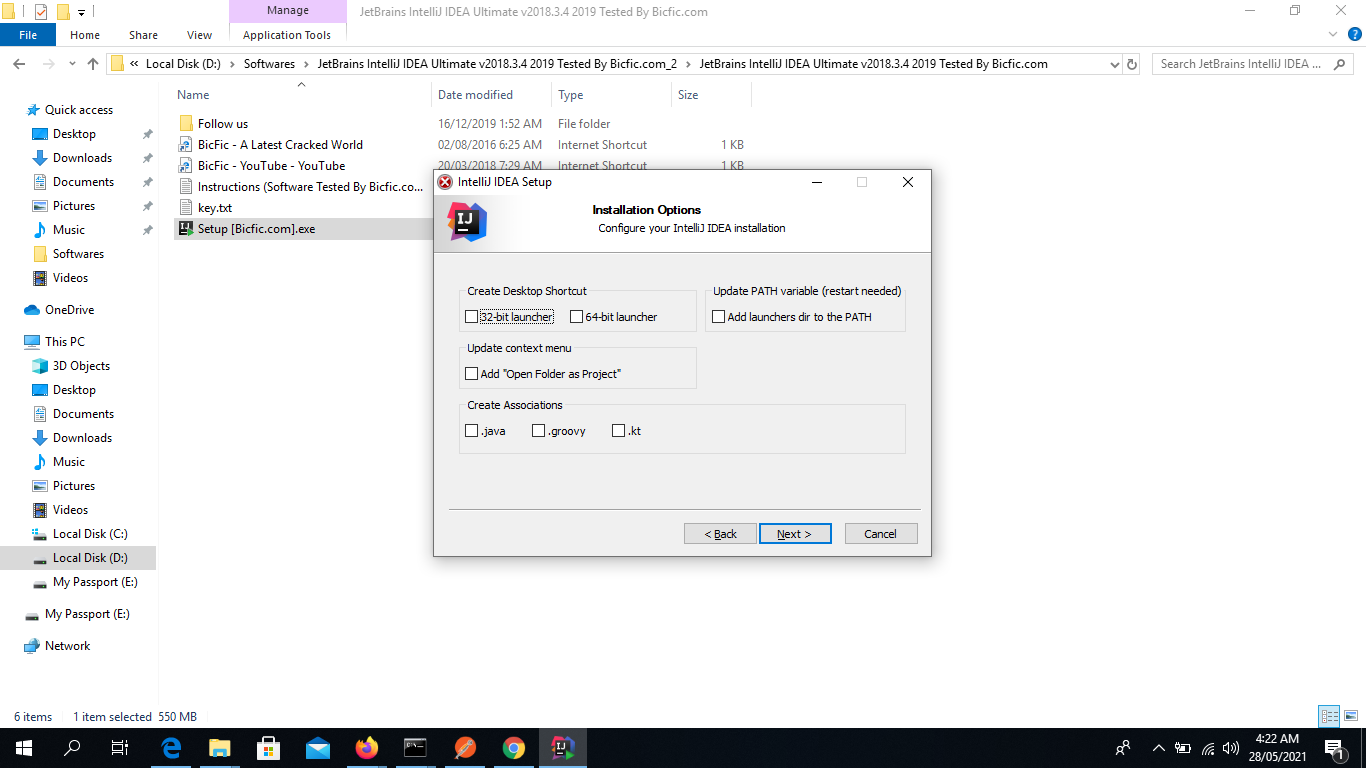 Manage
JetBrains IntelliJ IDEA Ultimate v2018.3.4 2019 Tested By Bicfic.com
File Home Share View Application Tools
« Local Disk (D:) > Softwares > JetBrains IntelliJ IDEA Ultimate v2018.3.4 2019 Tested By Bicfic.com_2 > JetBrains IntelliJ IDEA Ultimate v2018.3.4 2019 Tested By Bicfic.com
Search JetBrains IntelliJ IDEA ...
Name Date modified Type Size
Follow us 16/12/2019 1:52 AM File folder
BicFic - A Latest Cracked World 02/08/2016 6:25 AM Internet Shortcut 1 KB
BicFic - YouTube - YouTube 20/03/2018 7:29 AM Internet Shortcut 1 KB
Instructions (Software Tested By Bicfic.co...
key.txt
Setup [Bicfic.com].exe
Quick access
Desktop
Downloads
Documents
Pictures
Music
Softwares
Videos
OneDrive
This PC
3D Objects
Desktop
Documents
Downloads
Music
Pictures
Videos
Local Disk (C:)
Local Disk (D:)
My Passport (E:)
My Passport (E:)
Network
IntelliJ IDEA Setup
IJ
Installation Options
Configure your IntelliJ IDEA installation
Create Desktop Shortcut
32-bit launcher 64-bit launcher
Update PATH variable (restart needed)
Add launchers dir to the PATH
Update context menu
Add "Open Folder as Project"
Create Associations
.java .groovy .kt
< Back Next > Cancel
6 items 1 item selected 550 MB
4:22 AM
28/05/2021
1